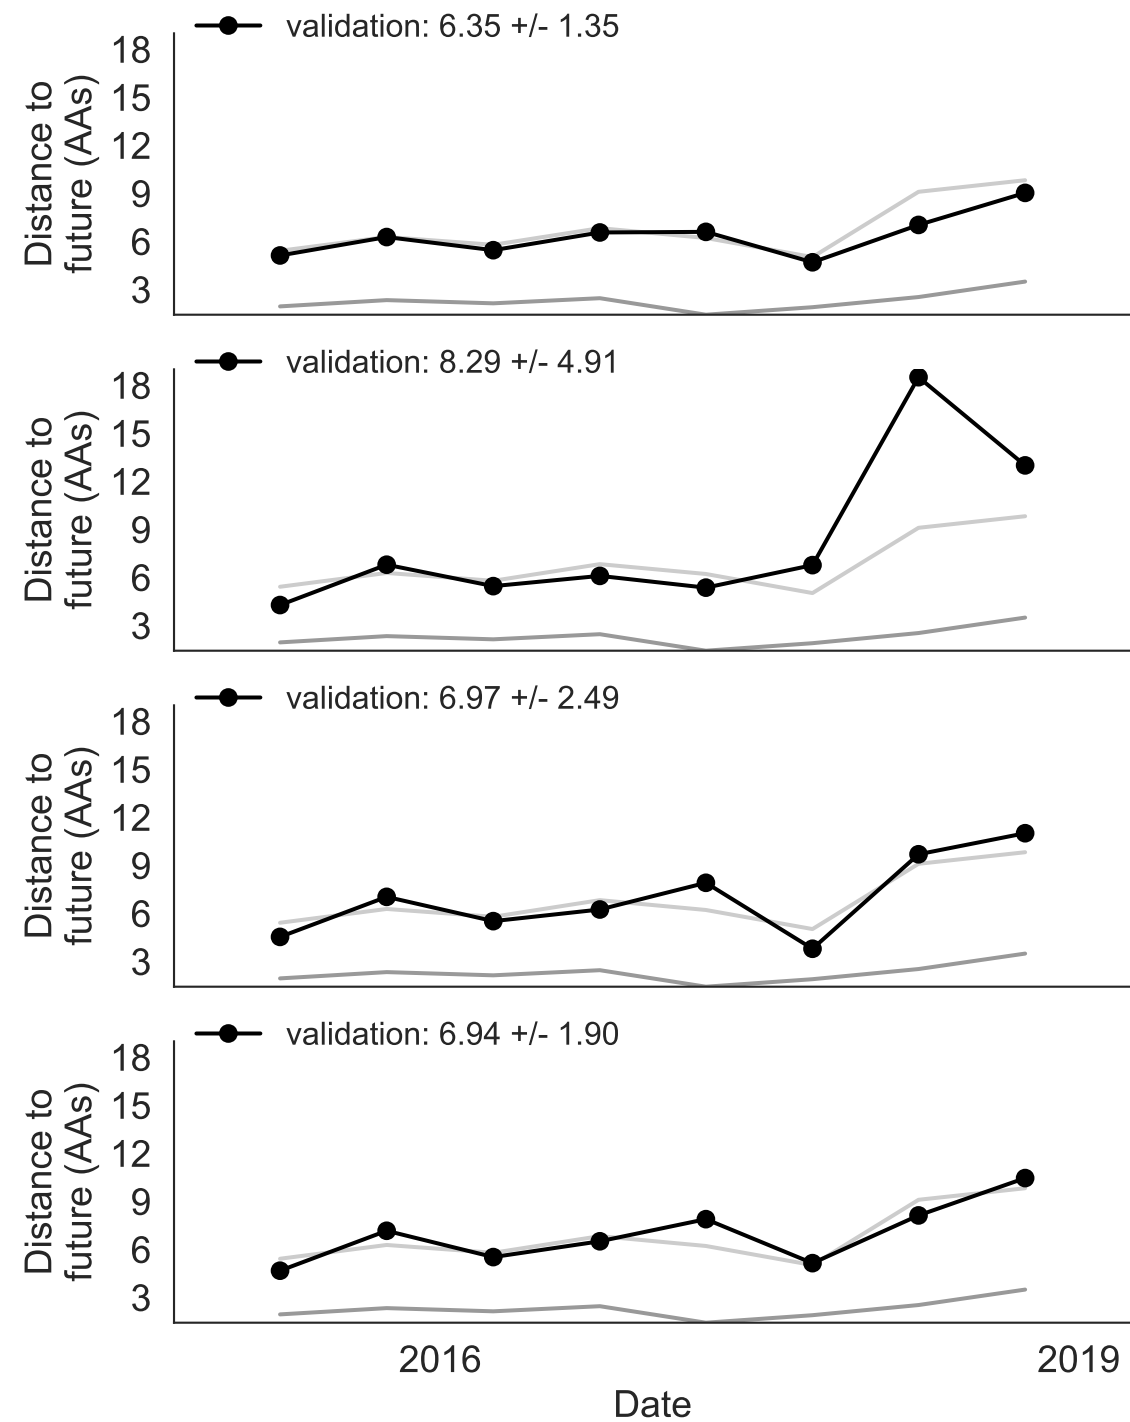 validation: 6.35 +/- 1.35
Distance to
future (AAs)
18
15
12
9
6
3
validation: 8.29 +/- 4.91
Distance to
future (AAs)
18
15
12
9
6
3
validation: 6.97 +/- 2.49
Distance to
future (AAs)
18
15
12
9
6
3
validation: 6.94 +/- 1.90
Distance to
future (AAs)
18
15
12
9
6
3
2016 2019
Date